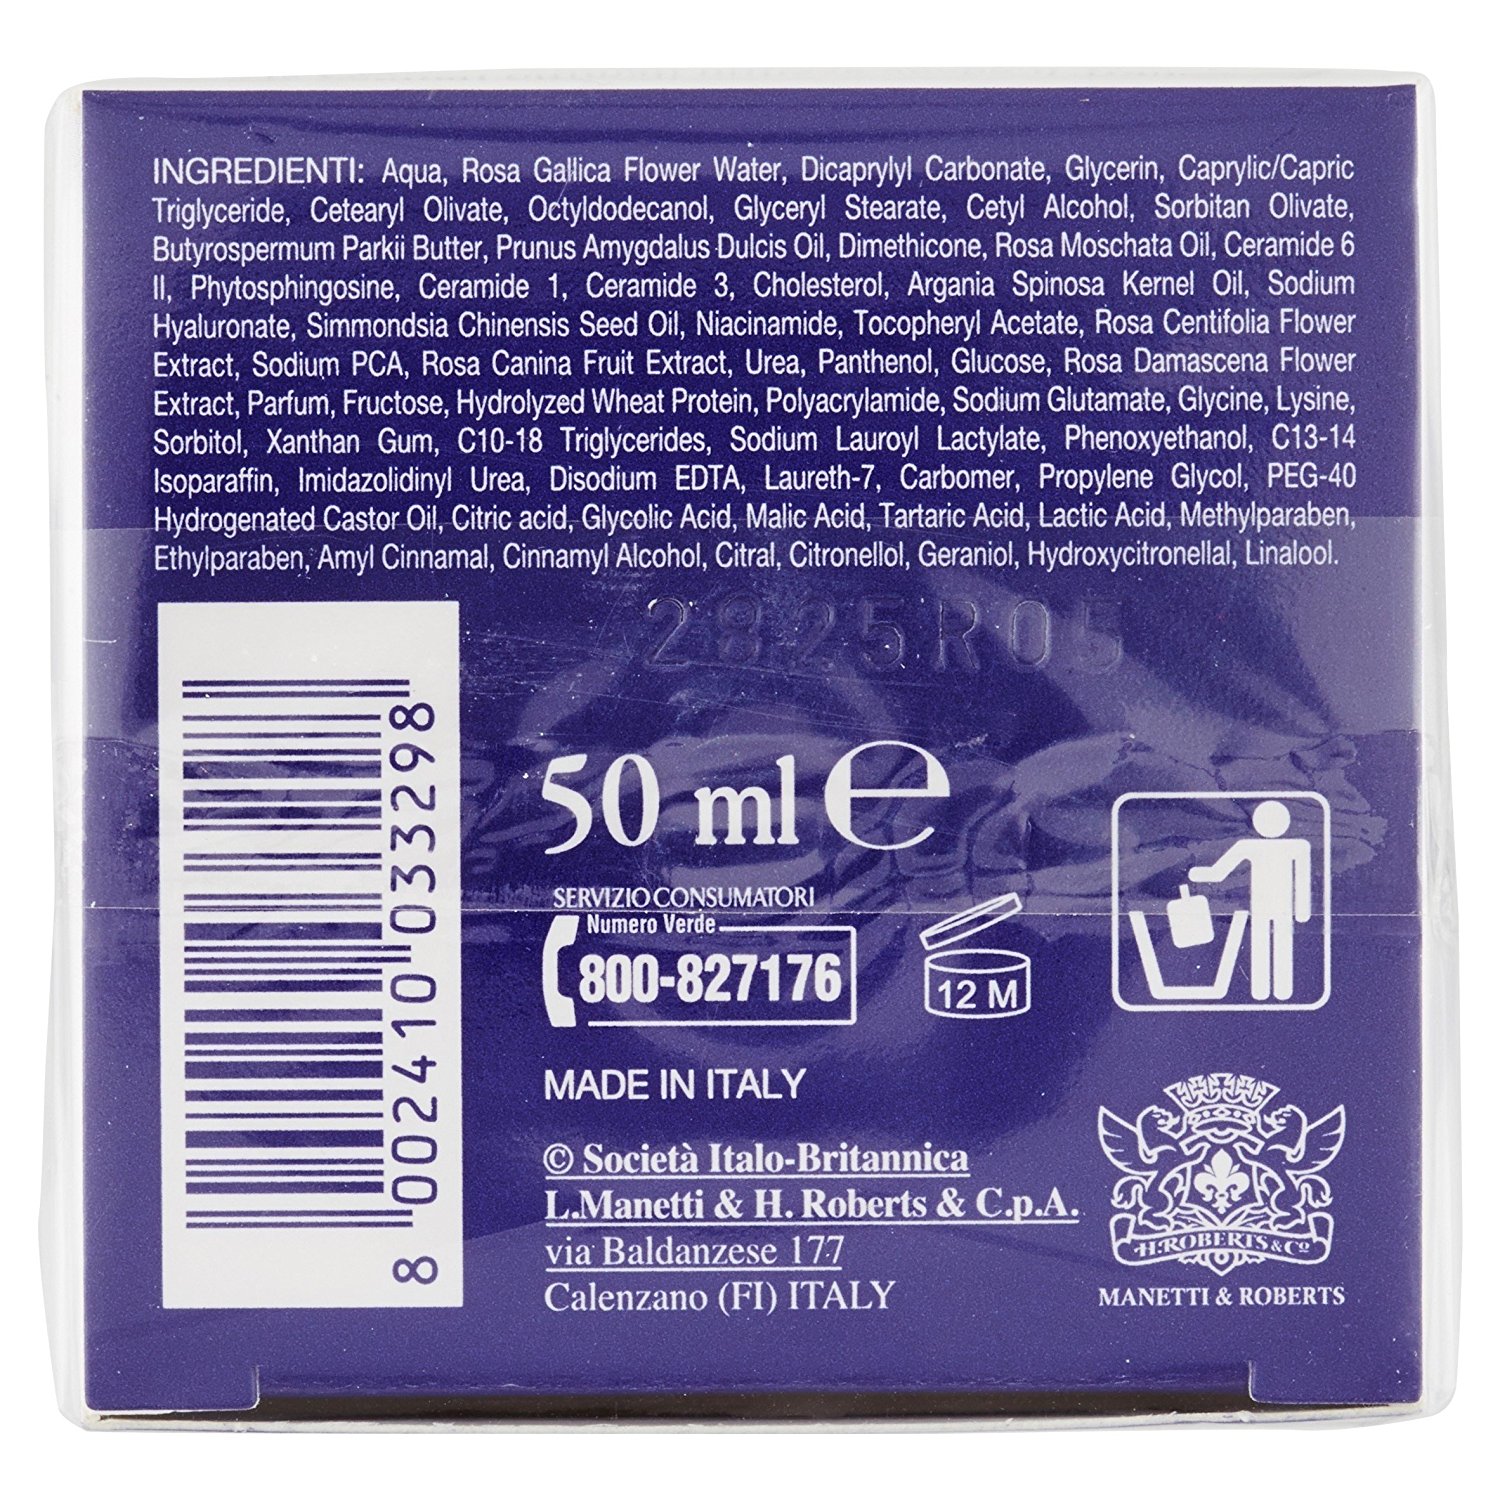 INGREDIENTI: Aqua, Rosa Gallica Flower Water, Dicaprylyl Carbonate, Glycerin, Caprylic/Capric
Triglyceride, Cetearyl Olivate, Octyldodecanol, Glyceryl Stearate, Cetyl Alcohol, Sorbitan Olivate,
Butyrospermum Parkii Butter, Prunus Amygdalus Dulcis Oil, Dimethicone, Rosa Moschata Oil, Ceramide 6
II, Phytosphingosine, Ceramide 1, Ceramide 3, Cholesterol, Argania Spinosa Kernel Oil, Sodium
Hyaluronate, Simmondsia Chinensis Seed Oil, Niacinamide, Tocopheryl Acetate, Rosa Centifolia Flower
Extract, Sodium PCA, Rosa Canina Fruit Extract, Urea, Panthenol, Glucose, Rosa Damascena Flower
Extract, Parfum, Fructose, Hydrolyzed Wheat Protein, Polyacrylamide, Sodium Glutamate, Glycine, Lysine,
Sorbitol, Xanthan Gum, C10-18 Triglycerides, Sodium Lauroyl Lactylate, Phenoxyethanol, C13-14
Isoparaffin, Imidazolidinyl Urea, Disodium EDTA, Laureth-7, Carbomer, Propylene Glycol, PEG-40
Hydrogenated Castor Oil, Citric acid, Glycolic Acid, Malic Acid, Tartaric Acid, Lactic Acid, Methylparaben,
Ethylparaben, Amyl Cinnamal, Cinnamyl Alcohol, Citral, Citronellol, Geraniol, Hydroxycitronellal, Linalool.
2825R05
8 002410 033298
50 ml e
SERVIZIO CONSUMATORI
Numero Verde
800-827176
12 M
MADE IN ITALY
© Società Italo-Britannica
L.Manetti & H. Roberts & C.p.A.
via Baldanzese 177
Calenzano (FI) ITALY
H. ROBERTS & Co
MANETTI & ROBERTS